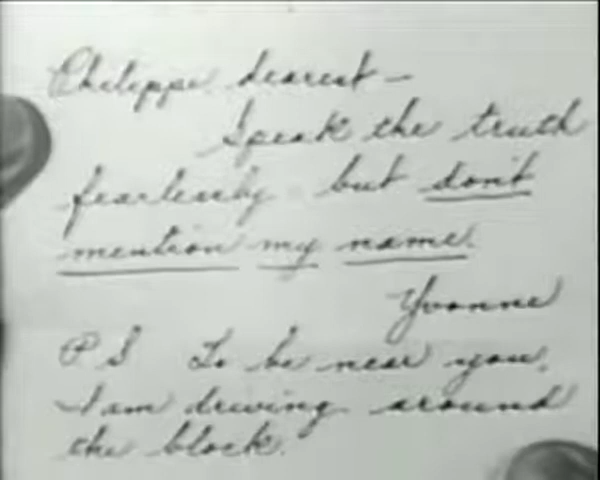 Philippe dearest –
Speak the truth
fearlessly but don't
mention my name.
Yvonne
P S To be near you,
I am driving around
the block.